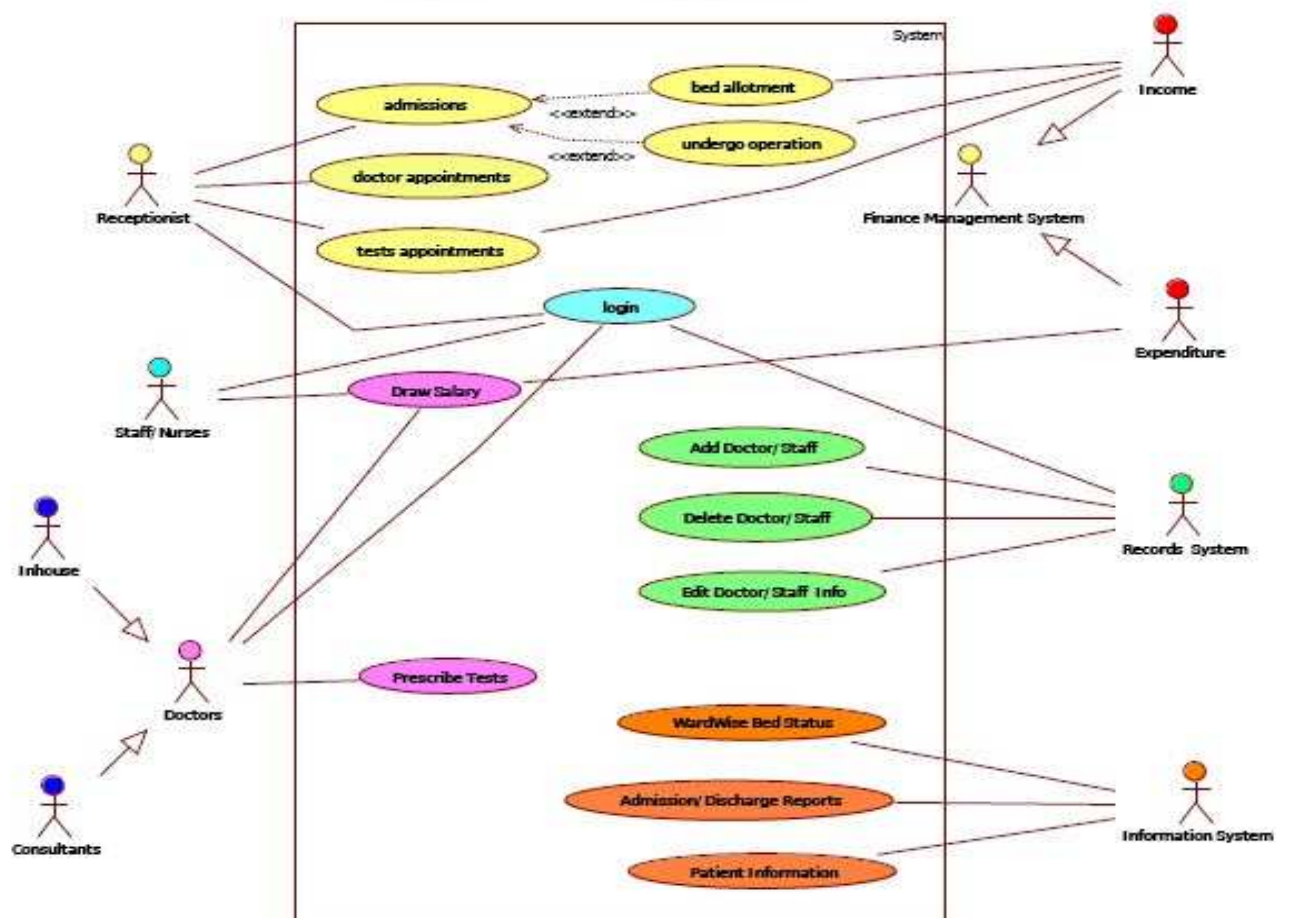 System
bed allotment
Income
admissions
<<extend>>
undergo operation
<<extend>>
doctor appointments
Receptionist
Finance Management System
tests appointments
login
Expenditure
Draw Salary
Staff/Nurses
Add Doctor/Staff
Delete Doctor/Staff
Records System
Inhouse
Edit Doctor/Staff Info
Prescribe Tests
Doctors
WardWise Bed Status
Admission/Discharge Reports
Information System
Consultants
Patient Information